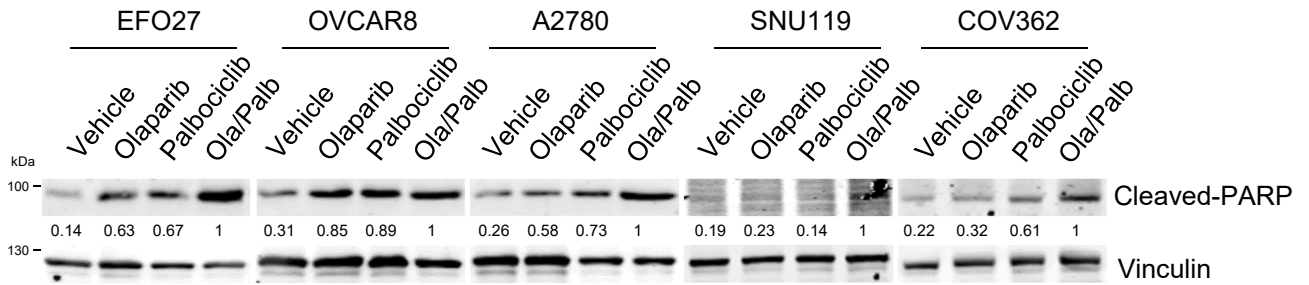 EFO27 OVCAR8 A2780 SNU119 COV362
Vehicle Olaparib Palbociclib Ola/Palb Vehicle Olaparib Palbociclib Ola/Palb Vehicle Olaparib Palbociclib Ola/Palb Vehicle Olaparib Palbociclib Ola/Palb Vehicle Olaparib Palbociclib Ola/Palb
kDa
100 Cleaved-PARP
0.14 0.63 0.67 1 0.31 0.85 0.89 1 0.26 0.58 0.73 1 0.19 0.23 0.14 1 0.22 0.32 0.61 1
130 Vinculin